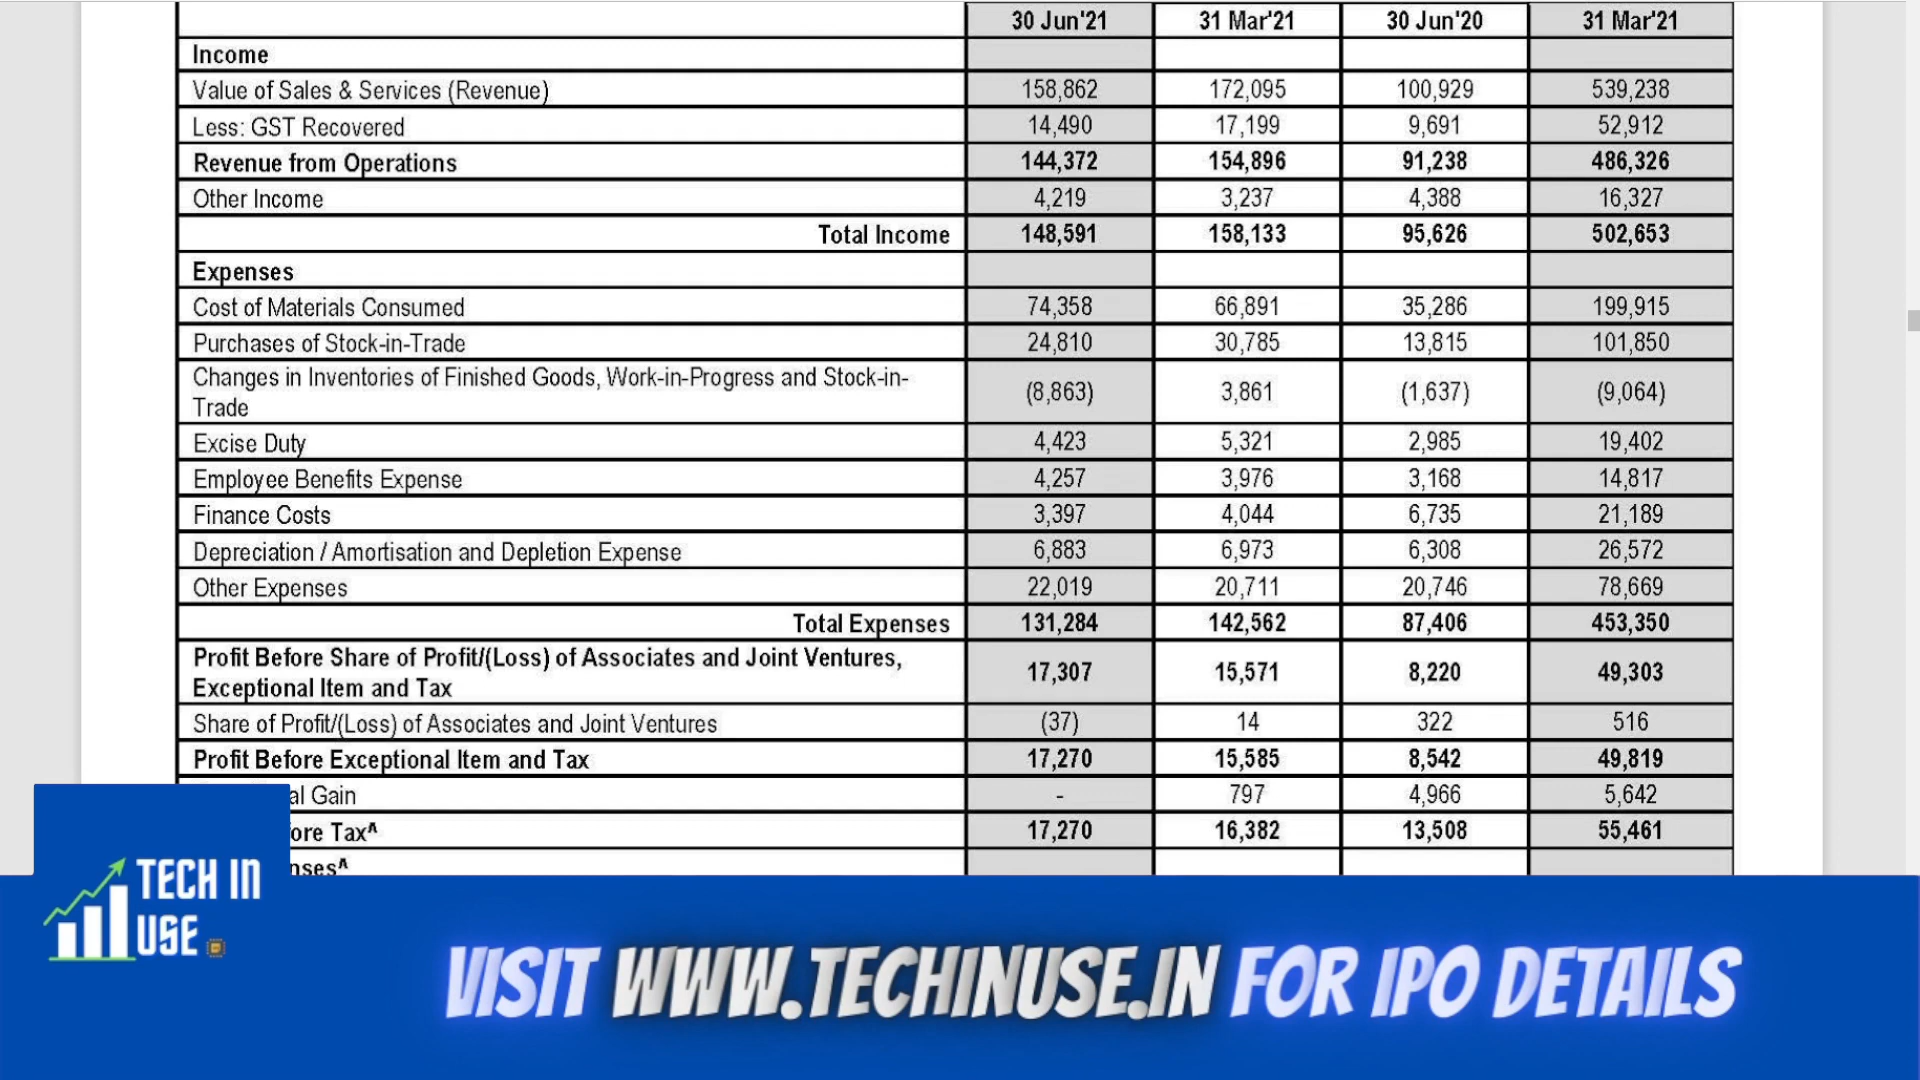 30 Jun'21 31 Mar'21 30 Jun'20 31 Mar'21
Income
Value of Sales & Services (Revenue) 158,862 172,095 100,929 539,238
Less: GST Recovered 14,490 17,199 9,691 52,912
Revenue from Operations 144,372 154,896 91,238 486,326
Other Income 4,219 3,237 4,388 16,327
Total Income 148,591 158,133 95,626 502,653
Expenses
Cost of Materials Consumed 74,358 66,891 35,286 199,915
Purchases of Stock-in-Trade 24,810 30,785 13,815 101,850
Changes in Inventories of Finished Goods, Work-in-Progress and Stock-in-
Trade (8,863) 3,861 (1,637) (9,064)
Excise Duty 4,423 5,321 2,985 19,402
Employee Benefits Expense 4,257 3,976 3,168 14,817
Finance Costs 3,397 4,044 6,735 21,189
Depreciation / Amortisation and Depletion Expense 6,883 6,973 6,308 26,572
Other Expenses 22,019 20,711 20,746 78,669
Total Expenses 131,284 142,562 87,406 453,350
Profit Before Share of Profit/(Loss) of Associates and Joint Ventures,
Exceptional Item and Tax 17,307 15,571 8,220 49,303
Share of Profit/(Loss) of Associates and Joint Ventures (37) 14 322 516
Profit Before Exceptional Item and Tax 17,270 15,585 8,542 49,819
al Gain - 797 4,966 5,642
ore Tax^ 17,270 16,382 13,508 55,461
nses^
TECH IN
USE
VISIT WWW.TECHINUSE.IN FOR IPO DETAILS